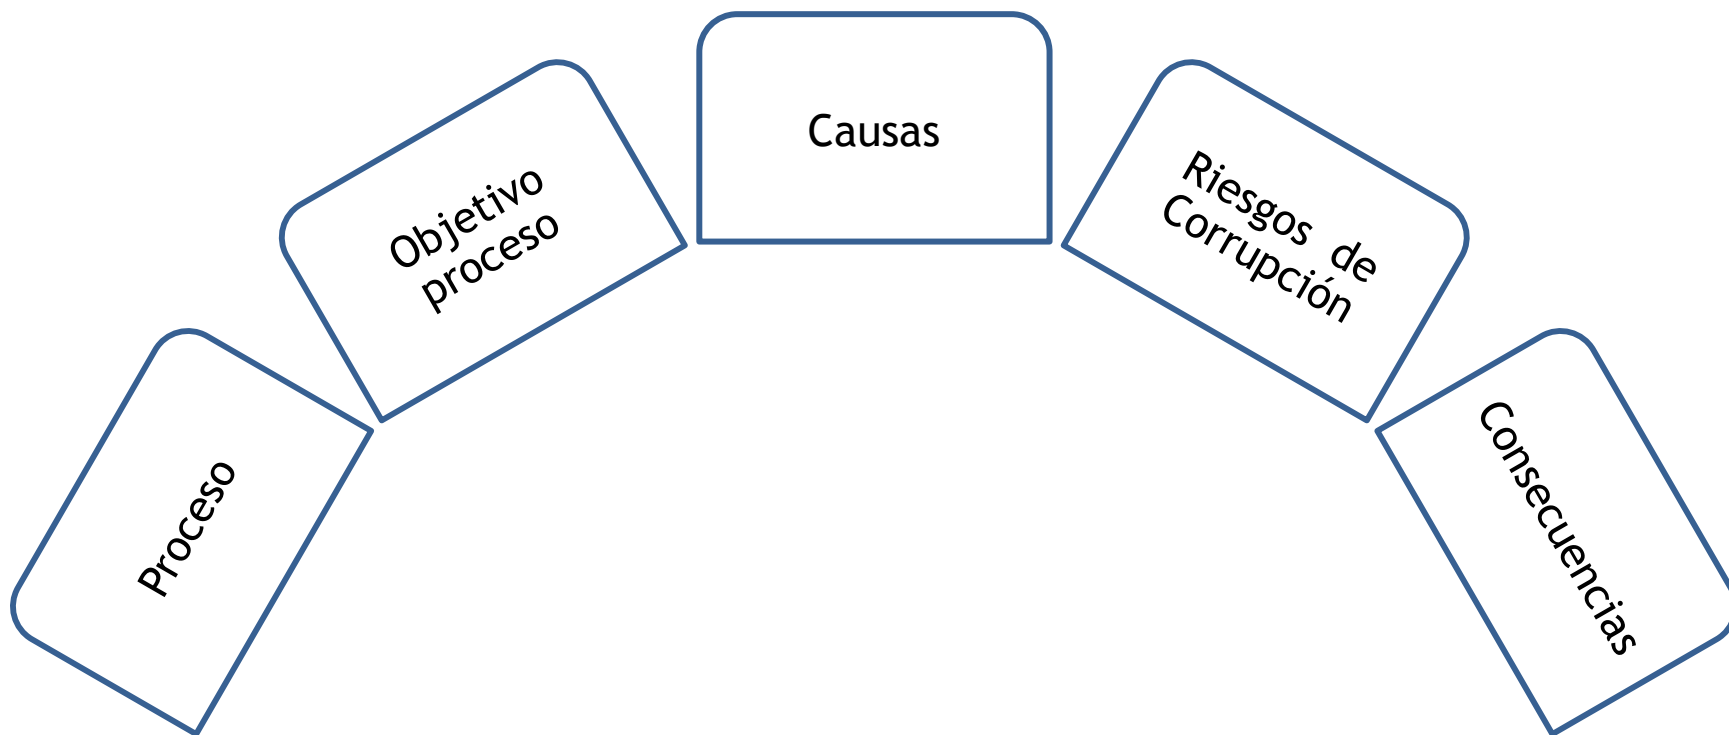 Proceso
Objetivo
proceso
Causas
Riesgos de
Corrupción
Consecuencias